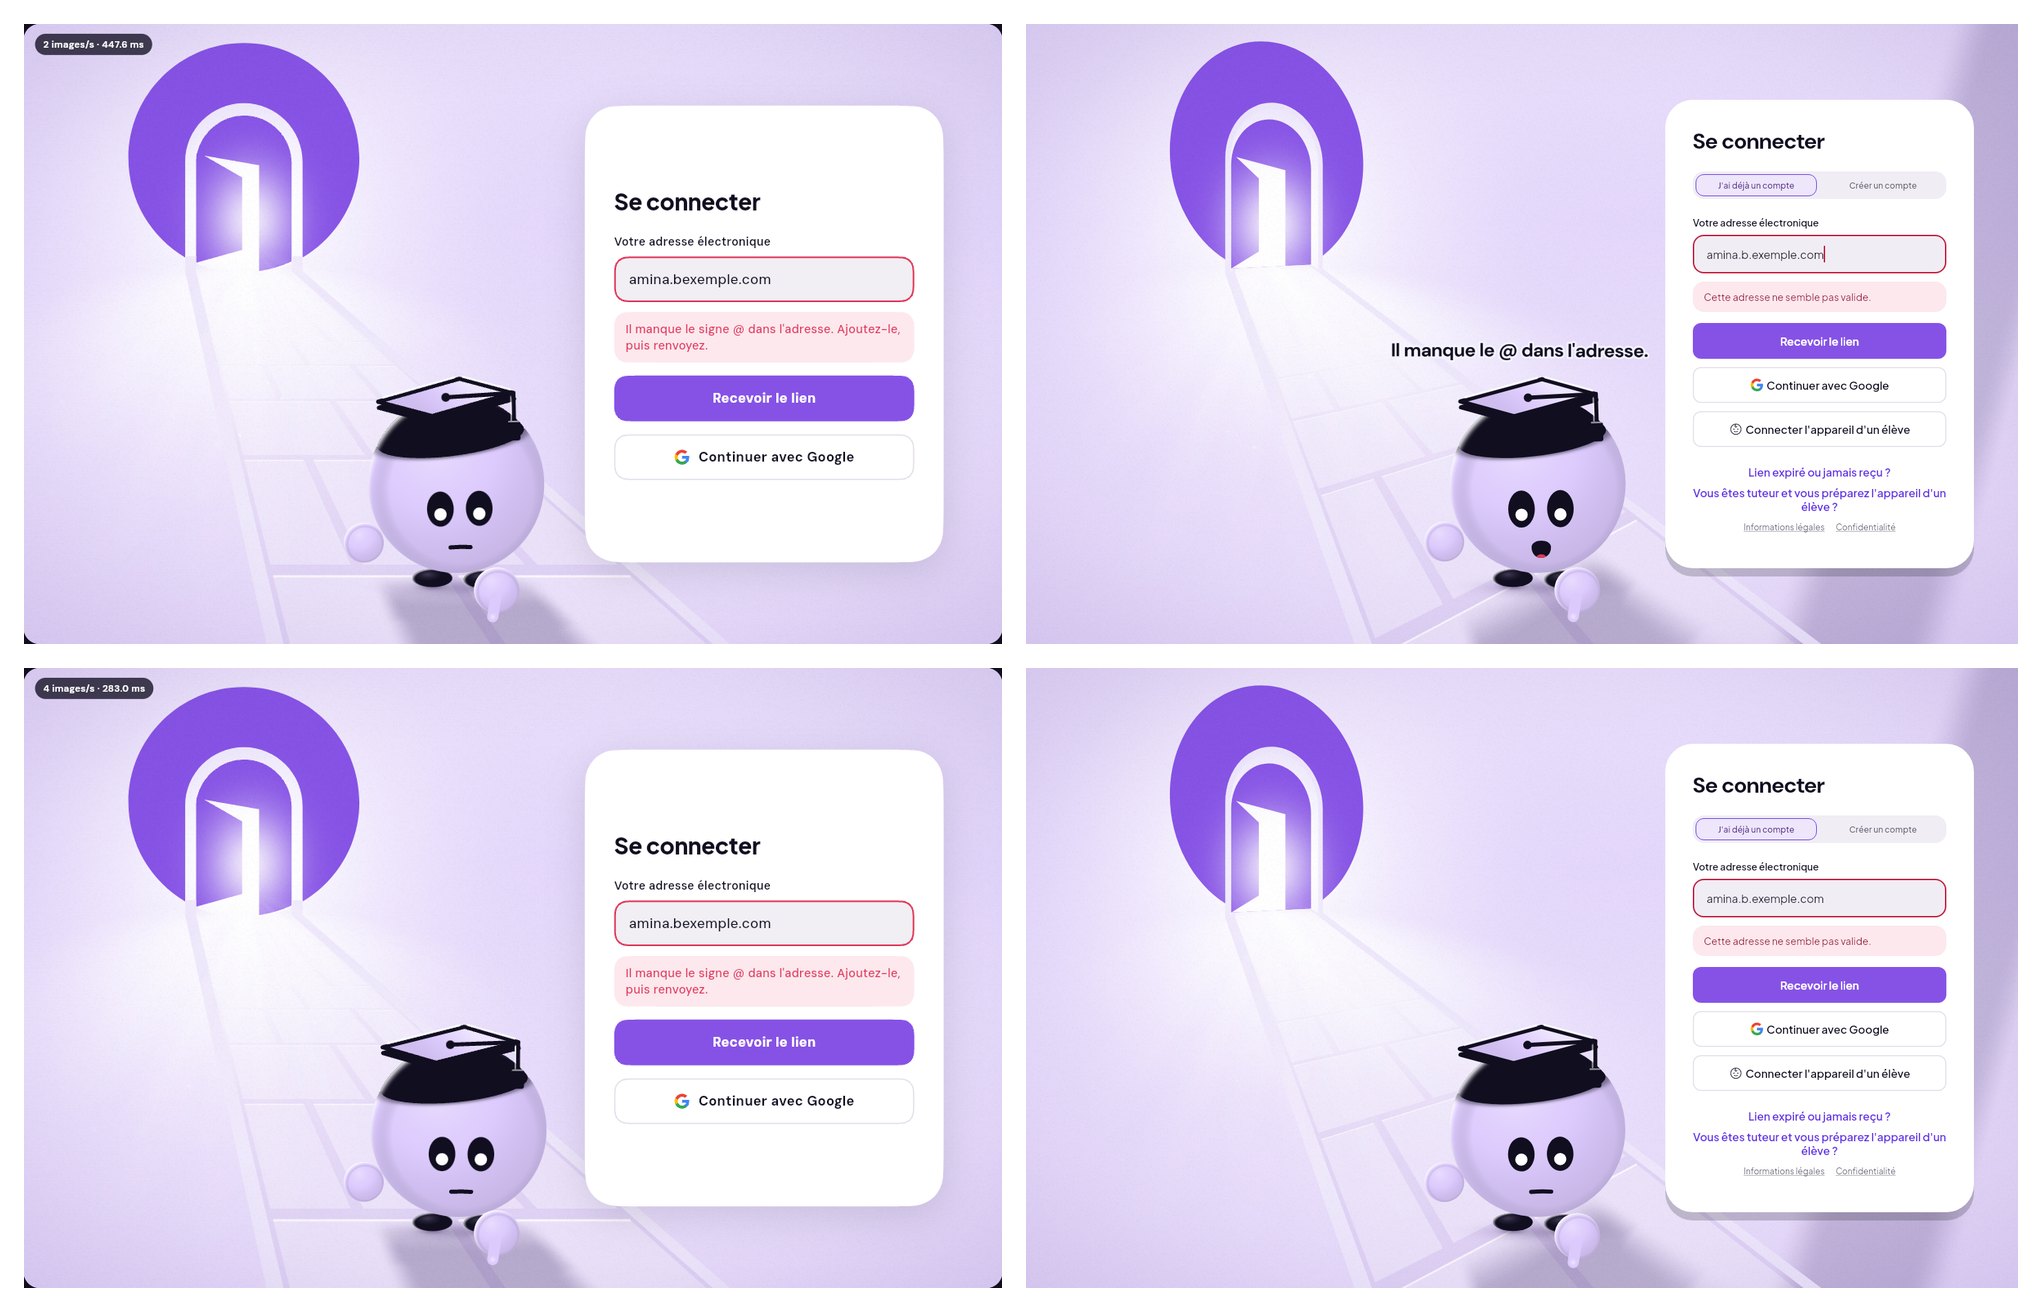 2 images/s · 447.6 ms
Se connecter
Votre adresse électronique
amina.bexemple.com
Il manque le signe @ dans l'adresse. Ajoutez-le,
puis renvoyez.
Recevoir le lien
Continuer avec Google
Il manque le @ dans l'adresse.
Se connecter
J'ai déjà un compte
Créer un compte
Votre adresse électronique
amina.b.exemple.com
Cette adresse ne semble pas valide.
Recevoir le lien
Continuer avec Google
Connecter l'appareil d'un élève
Lien expiré ou jamais reçu ?
Vous êtes tuteur et vous préparez l'appareil d'un
élève ?
Informations légales Confidentialité
4 images/s · 283.0 ms
Se connecter
Votre adresse électronique
amina.bexemple.com
Il manque le signe @ dans l'adresse. Ajoutez-le,
puis renvoyez.
Recevoir le lien
Continuer avec Google
Se connecter
J'ai déjà un compte
Créer un compte
Votre adresse électronique
amina.b.exemple.com
Cette adresse ne semble pas valide.
Recevoir le lien
Continuer avec Google
Connecter l'appareil d'un élève
Lien expiré ou jamais reçu ?
Vous êtes tuteur et vous préparez l'appareil d'un
élève ?
Informations légales Confidentialité